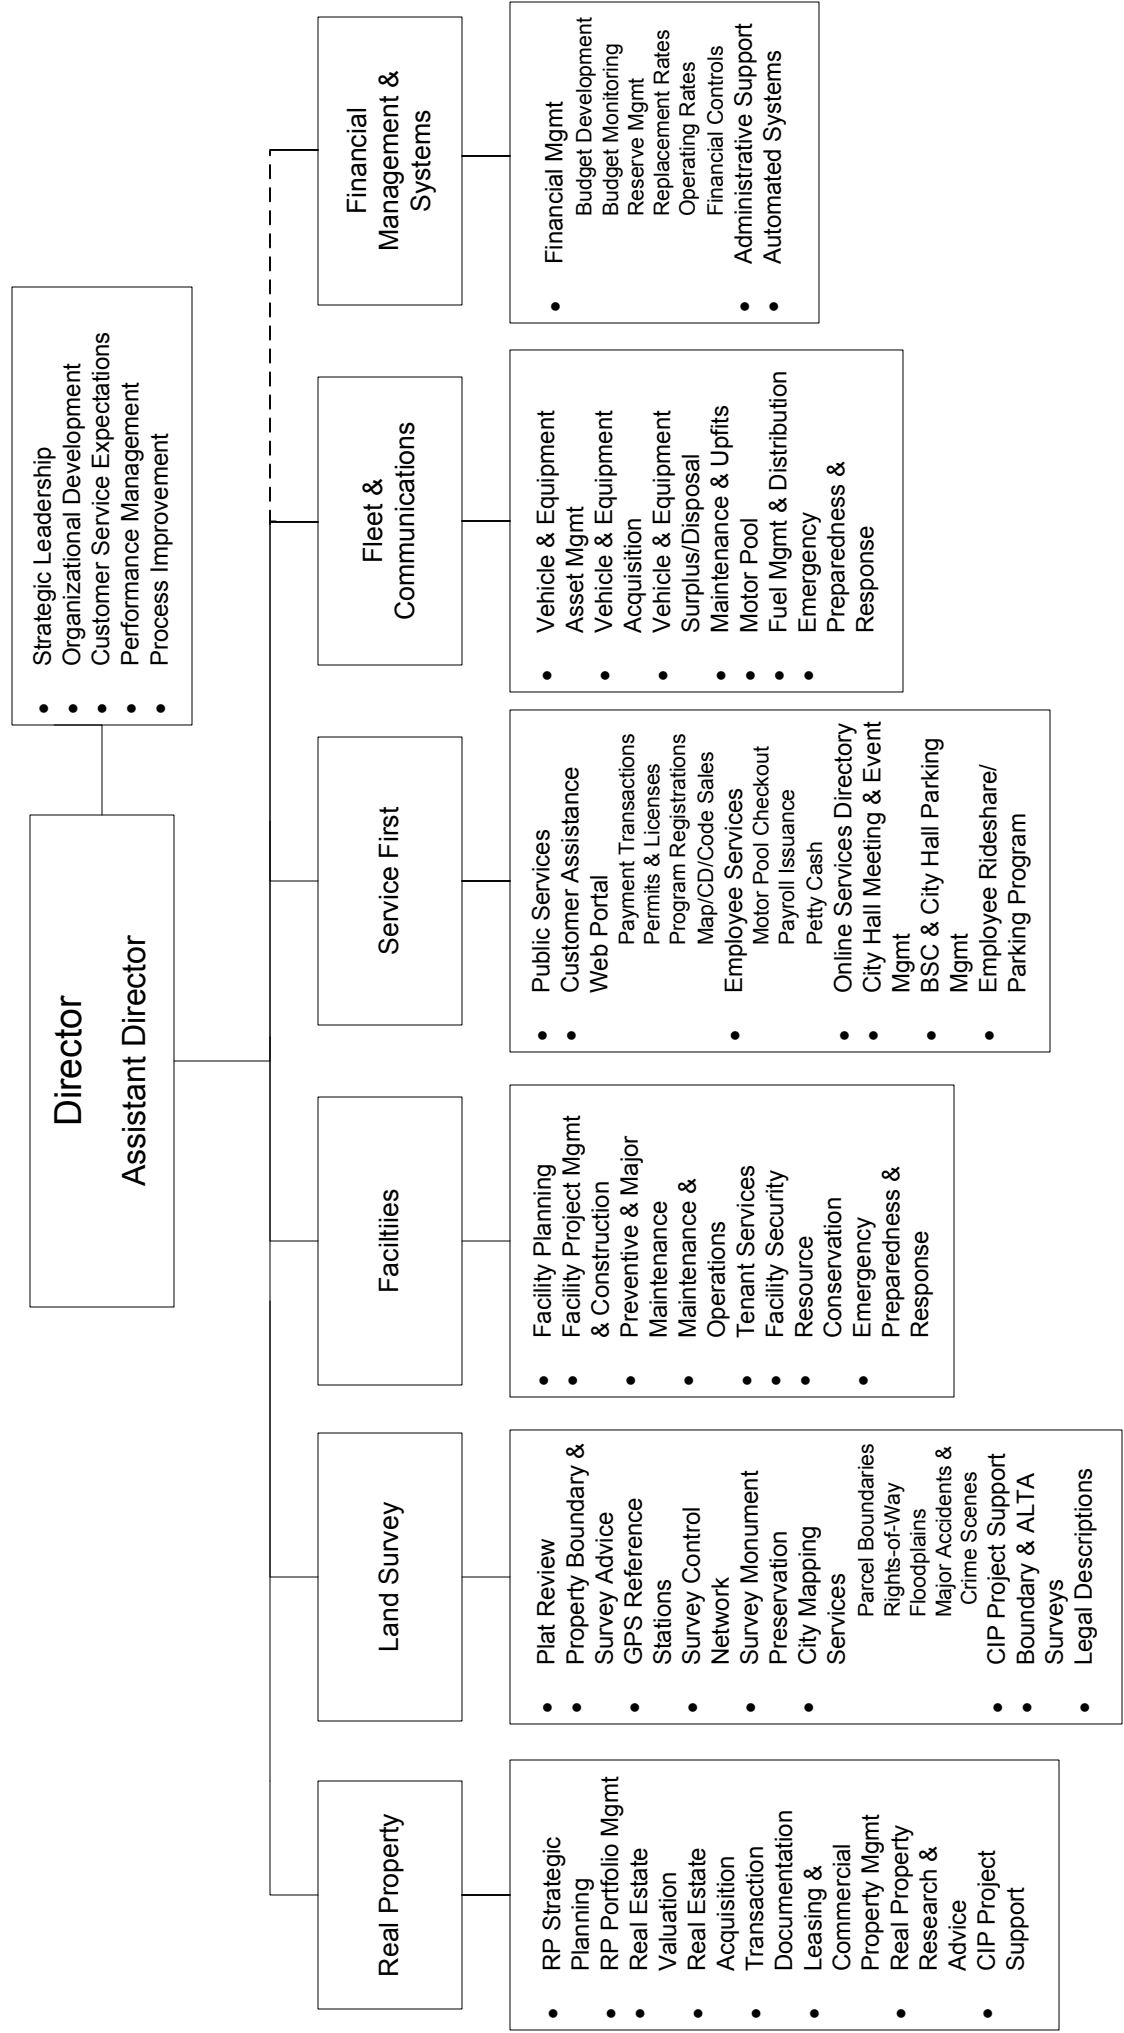 Director
Assistant Director
Strategic Leadership
Organizational Development
Customer Service Expectations
Performance Management
Process Improvement
Real Property
RP Strategic
Planning
RP Portfolio Mgmt
Real Estate
Valuation
Real Estate
Acquisition
Transaction
Documentation
Leasing &
Commercial
Property Mgmt
Real Property
Research &
Advice
CIP Project
Support
Land Survey
Plat Review
Property Boundary &
Survey Advice
GPS Reference
Stations
Survey Control
Network
Survey Monument
Preservation
City Mapping
Services
Parcel Boundaries
Rights-of-Way
Floodplains
Major Accidents &
Crime Scenes
CIP Project Support
Boundary & ALTA
Surveys
Legal Descriptions
Faciltiies
Facility Planning
Facility Project Mgmt
& Construction
Preventive & Major
Maintenance
Maintenance &
Operations
Tenant Services
Facility Security
Resource
Conservation
Emergency
Preparedness &
Response
Service First
Public Services
Customer Assistance
Web Portal
Payment Transactions
Permits & Licenses
Program Registrations
Map/CD/Code Sales
Employee Services
Motor Pool Checkout
Payroll Issuance
Petty Cash
Online Services Directory
City Hall Meeting & Event
Mgmt
BSC & City Hall Parking
Mgmt
Employee Rideshare/
Parking Program
Fleet &
Communications
Vehicle & Equipment
Asset Mgmt
Vehicle & Equipment
Acquisition
Vehicle & Equipment
Surplus/Disposal
Maintenance & Upfits
Motor Pool
Fuel Mgmt & Distribution
Emergency
Preparedness &
Response
Financial
Management &
Systems
Financial Mgmt
Budget Development
Budget Monitoring
Reserve Mgmt
Replacement Rates
Operating Rates
Financial Controls
Administrative Support
Automated Systems